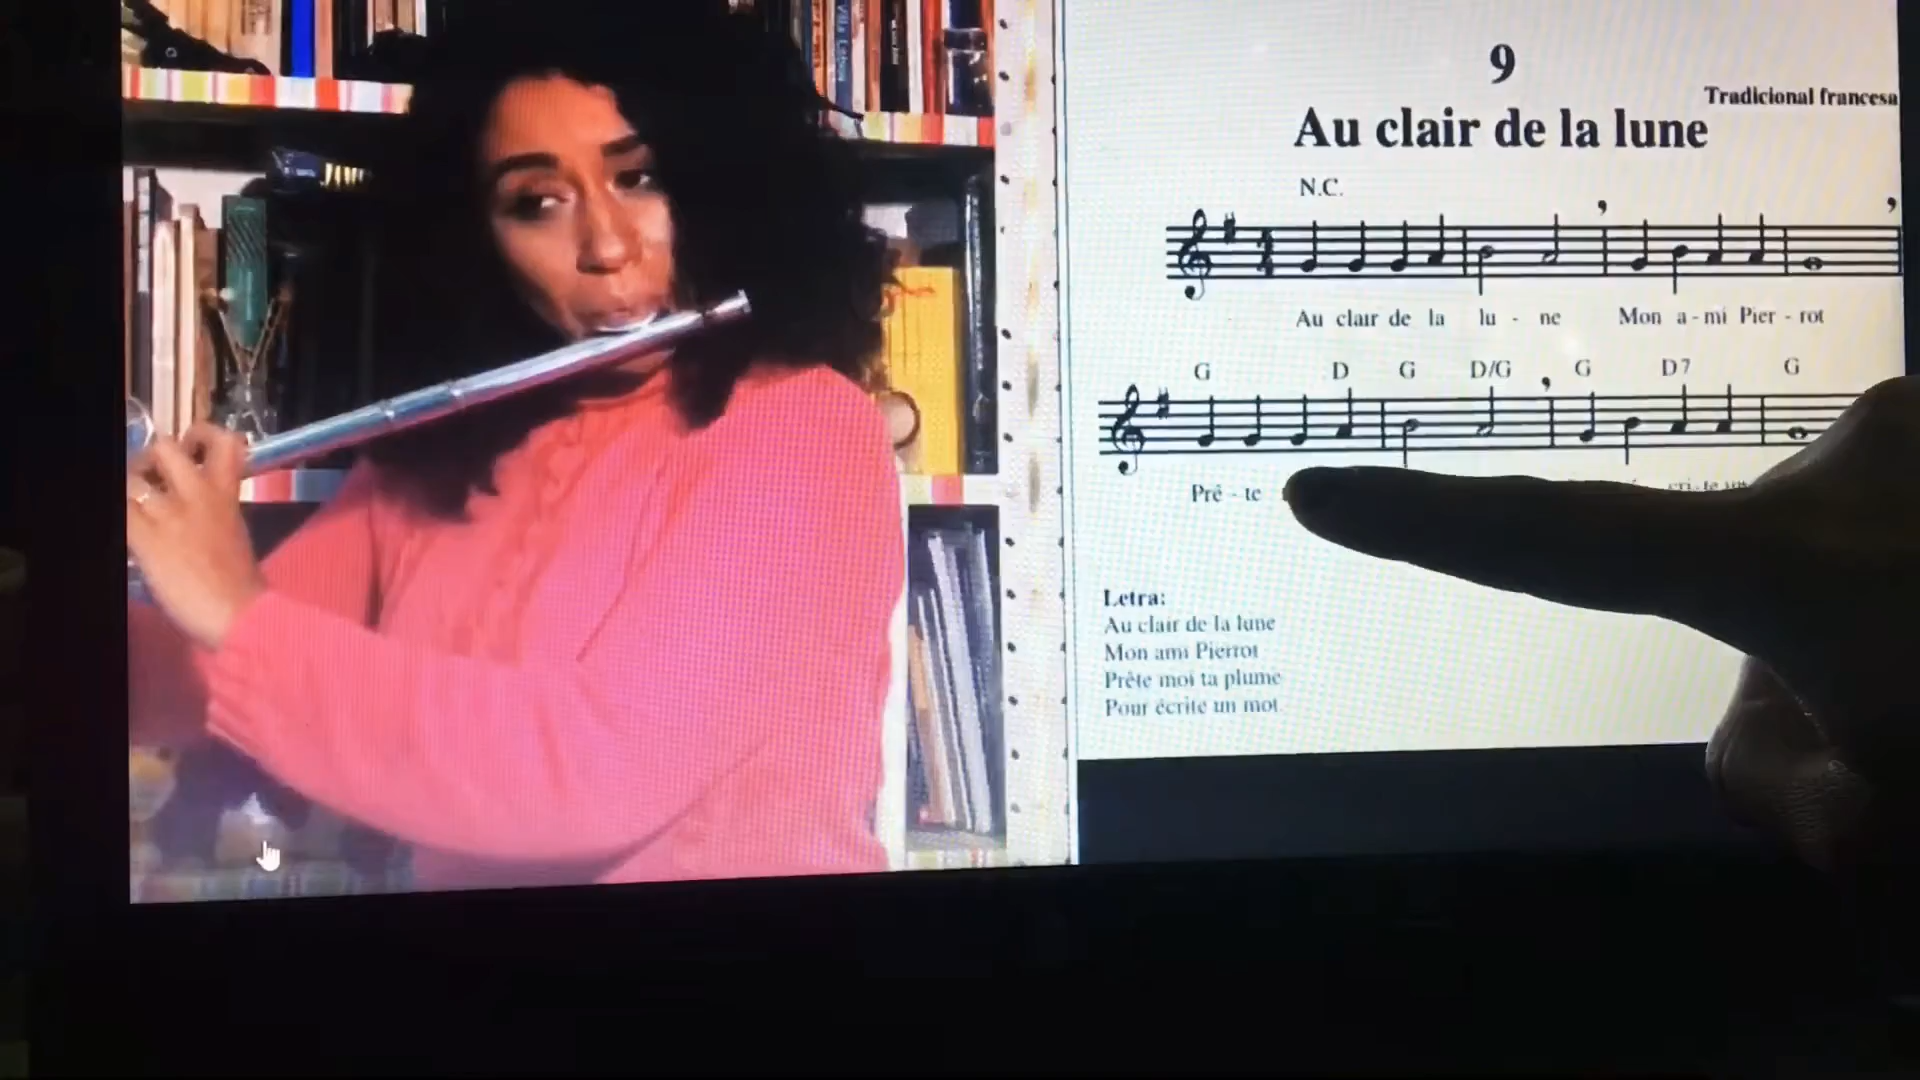 Villa Lobos
9
Tradicional francesa
Au clair de la lune
N.C.
Au clair de la lu - ne Mon a - mi Pier - rot
G D G D/G G D7 G
Prê - te
Letra:
Au clair de la lune
Mon ami Pierrot
Prête moi ta plume
Pour écrite un mot.